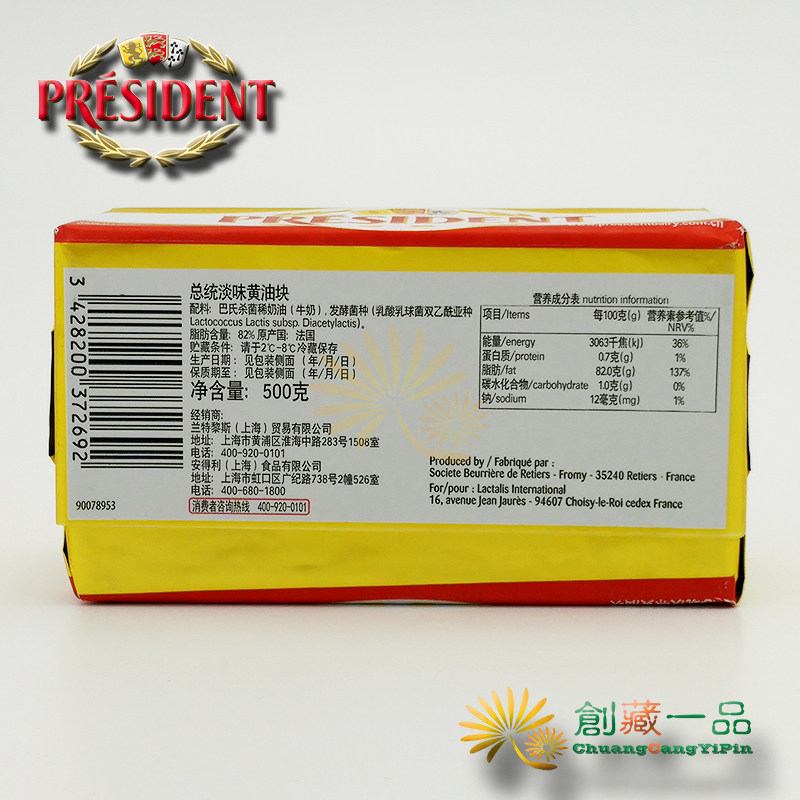 PRÉSIDENT
PRÉSIDENT
www.presidentdairy.com.cn
总统淡味黄油块
配料: 巴氏杀菌稀奶油 (牛奶), 发酵菌种 (乳酸乳球菌双乙酰亚种
Lactococcus Lactis subsp. Diacetylactis)。
脂肪含量: 82% 原产国: 法国
贮藏条件: 请于2℃-8℃冷藏保存
生产日期: 见包装侧面 (年/月/日)
保质期至: 见包装侧面 (年/月/日)
净含量: 500克
经销商:
兰特黎斯 (上海) 贸易有限公司
地址: 上海市黄浦区淮海中路283号1508室
电话: 400-920-0101
安得利 (上海) 食品有限公司
地址: 上海市虹口区广纪路738号2幢526室
电话: 400-680-1800
消费者咨询热线 400-920-0101
3 428200 372692
90078953
营养成分表 nutrition information
项目/Items 每100克(g) 营养素参考值%/
NRV%
能量/energy 3063千焦(kJ) 36%
蛋白质/protein 0.7克(g) 1%
脂肪/fat 82.0克(g) 137%
碳水化合物/carbohydrate 1.0克(g) 0%
钠/sodium 12毫克(mg) 1%
Produced by / Fabriqué par :
Societe Beurrière de Retiers - Fromy - 35240 Retiers - France
For/pour : Lactalis International
16, avenue Jean Jaurès - 94607 Choisy-le-Roi cedex France
創藏一品
ChuangCangYiPin